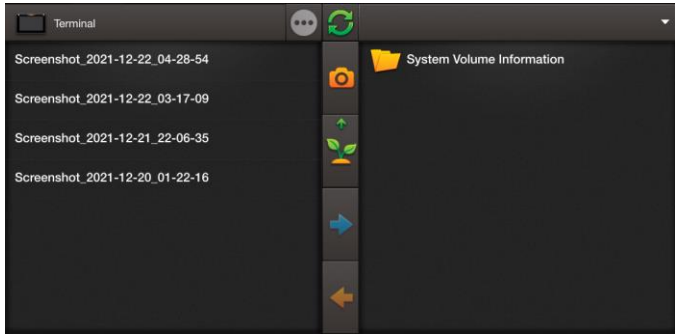 Terminal
Screenshot_2021-12-22_04-28-54
Screenshot_2021-12-22_03-17-09
Screenshot_2021-12-21_22-06-35
Screenshot_2021-12-20_01-22-16
System Volume Information